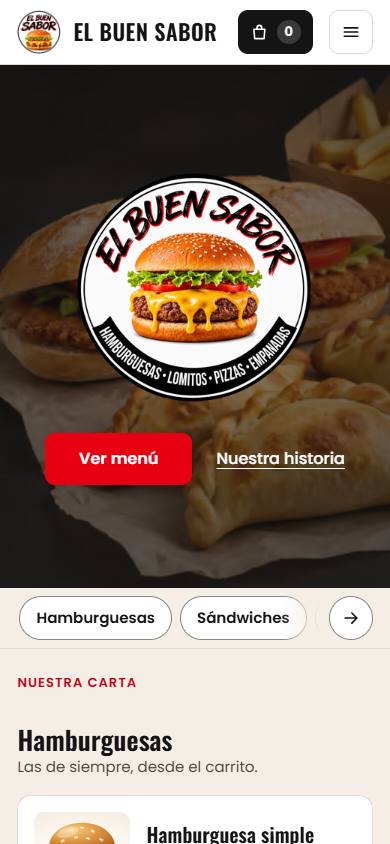 EL BUEN SABOR
EL BUEN SABOR
0
EL BUEN SABOR
HAMBURGUESAS • LOMITOS • PIZZAS • EMPANADAS
Ver menú
Nuestra historia
Hamburguesas
Sándwiches
NUESTRA CARTA
Hamburguesas
Las de siempre, desde el carrito.
Hamburguesa simple